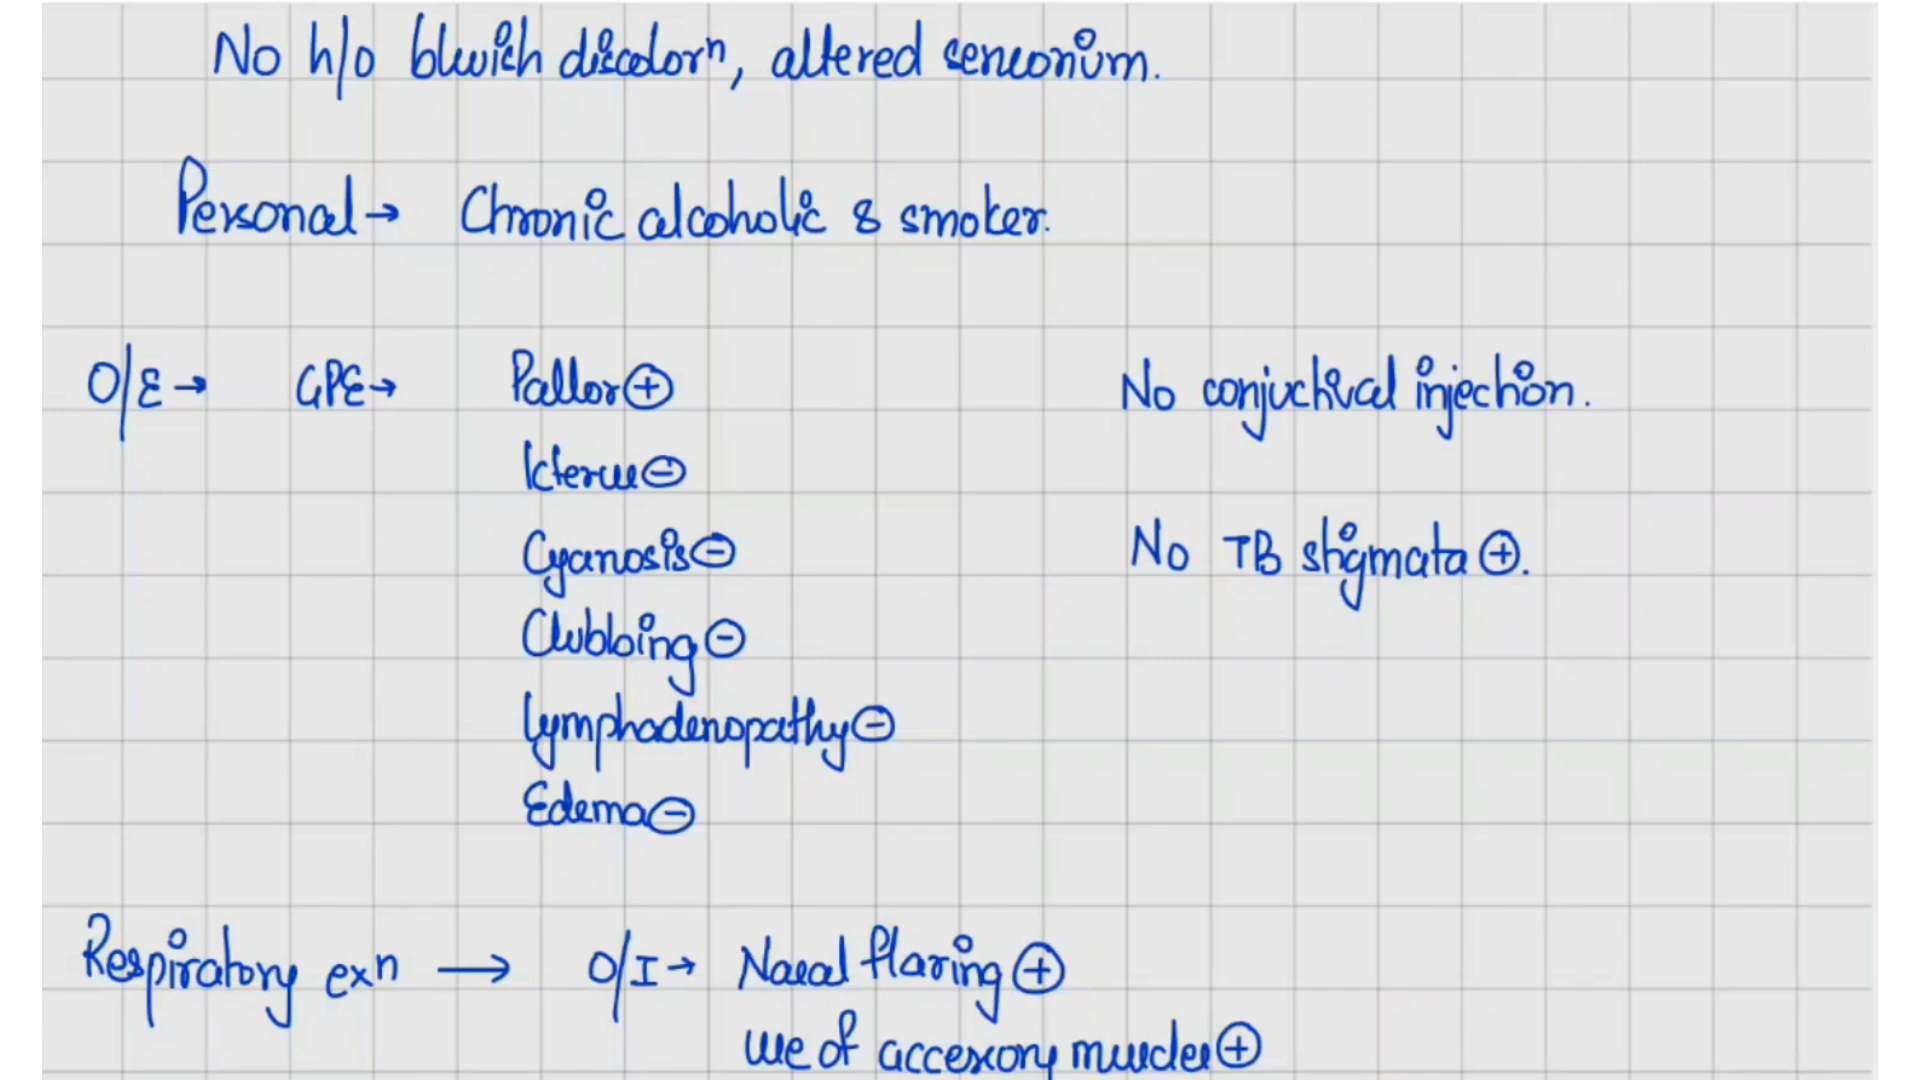 No h/o bluish discolorⁿ, altered sensorium.
Personal → Chronic alcoholic & smoker.
O/E → GPE → Pallor ⊕ No conjuctival injection.
Icterus ⊖
Cyanosis ⊖ No TB stigmata ⊕.
Clubbing ⊖
Lymphadenopathy ⊖
Edema ⊖
Respiratory exⁿ → O/I → Nasal flaring ⊕
use of accessory muscles ⊕